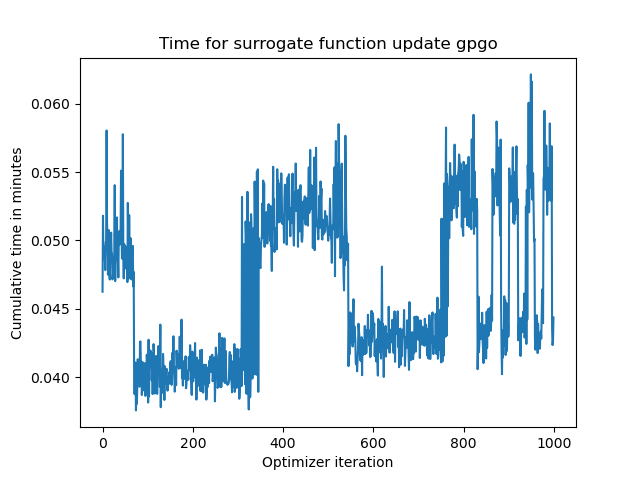 Time for surrogate function update gpgo
Cumulative time in minutes
0.060
0.055
0.050
0.045
0.040
0 200 400 600 800 1000
Optimizer iteration